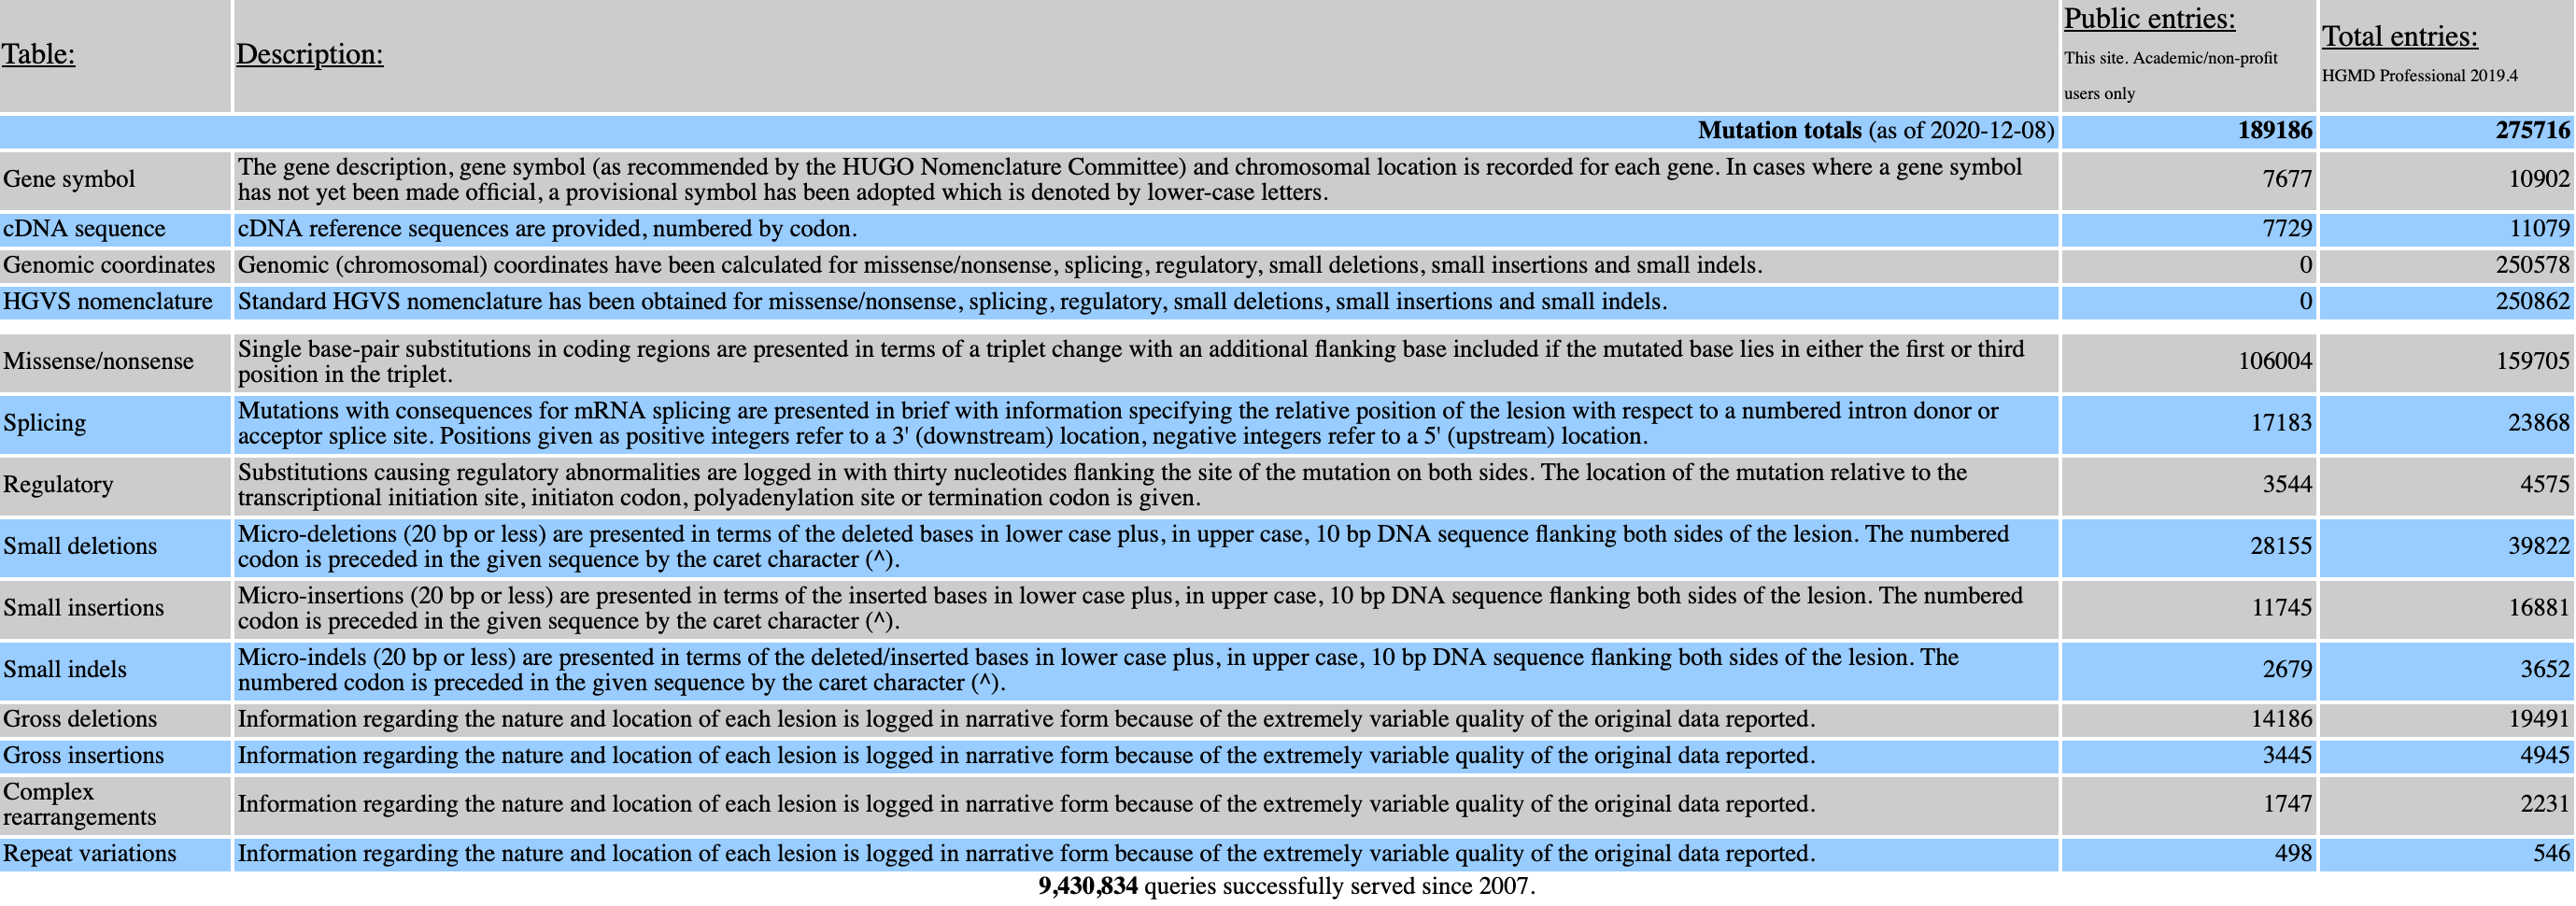 Table:
Description:
Public entries:
This site. Academic/non-profit
users only
Total entries:
HGMD Professional 2019.4
Mutation totals (as of 2020-12-08)
189186
275716
Gene symbol
The gene description, gene symbol (as recommended by the HUGO Nomenclature Committee) and chromosomal location is recorded for each gene. In cases where a gene symbol
has not yet been made official, a provisional symbol has been adopted which is denoted by lower-case letters.
7677
10902
cDNA sequence
cDNA reference sequences are provided, numbered by codon.
7729
11079
Genomic coordinates
Genomic (chromosomal) coordinates have been calculated for missense/nonsense, splicing, regulatory, small deletions, small insertions and small indels.
0
250578
HGVS nomenclature
Standard HGVS nomenclature has been obtained for missense/nonsense, splicing, regulatory, small deletions, small insertions and small indels.
0
250862
Missense/nonsense
Single base-pair substitutions in coding regions are presented in terms of a triplet change with an additional flanking base included if the mutated base lies in either the first or third
position in the triplet.
106004
159705
Splicing
Mutations with consequences for mRNA splicing are presented in brief with information specifying the relative position of the lesion with respect to a numbered intron donor or
acceptor splice site. Positions given as positive integers refer to a 3' (downstream) location, negative integers refer to a 5' (upstream) location.
17183
23868
Regulatory
Substitutions causing regulatory abnormalities are logged in with thirty nucleotides flanking the site of the mutation on both sides. The location of the mutation relative to the
transcriptional initiation site, initiaton codon, polyadenylation site or termination codon is given.
3544
4575
Small deletions
Micro-deletions (20 bp or less) are presented in terms of the deleted bases in lower case plus, in upper case, 10 bp DNA sequence flanking both sides of the lesion. The numbered
codon is preceded in the given sequence by the caret character (^).
28155
39822
Small insertions
Micro-insertions (20 bp or less) are presented in terms of the inserted bases in lower case plus, in upper case, 10 bp DNA sequence flanking both sides of the lesion. The numbered
codon is preceded in the given sequence by the caret character (^).
11745
16881
Small indels
Micro-indels (20 bp or less) are presented in terms of the deleted/inserted bases in lower case plus, in upper case, 10 bp DNA sequence flanking both sides of the lesion. The
numbered codon is preceded in the given sequence by the caret character (^).
2679
3652
Gross deletions
Information regarding the nature and location of each lesion is logged in narrative form because of the extremely variable quality of the original data reported.
14186
19491
Gross insertions
Information regarding the nature and location of each lesion is logged in narrative form because of the extremely variable quality of the original data reported.
3445
4945
Complex
rearrangements
Information regarding the nature and location of each lesion is logged in narrative form because of the extremely variable quality of the original data reported.
1747
2231
Repeat variations
Information regarding the nature and location of each lesion is logged in narrative form because of the extremely variable quality of the original data reported.
498
546
9,430,834 queries successfully served since 2007.